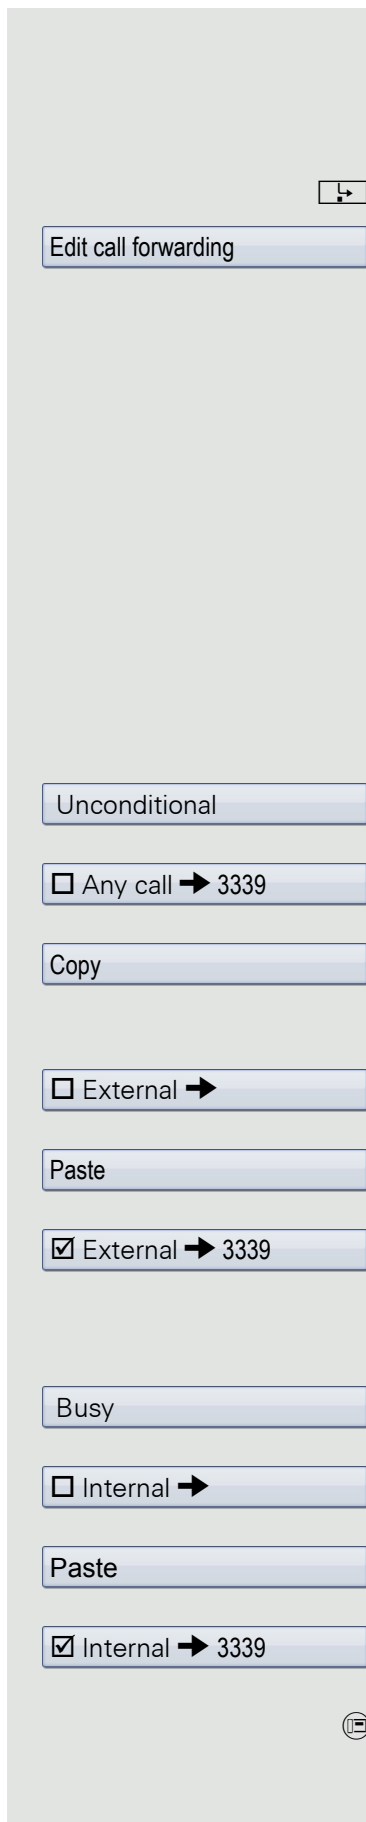 Edit call forwarding
Unconditional
☐ Any call → 3339
Copy
☐ External →
Paste
☑ External → 3339
Busy
☐ Internal →
Paste
☑ Internal → 3339